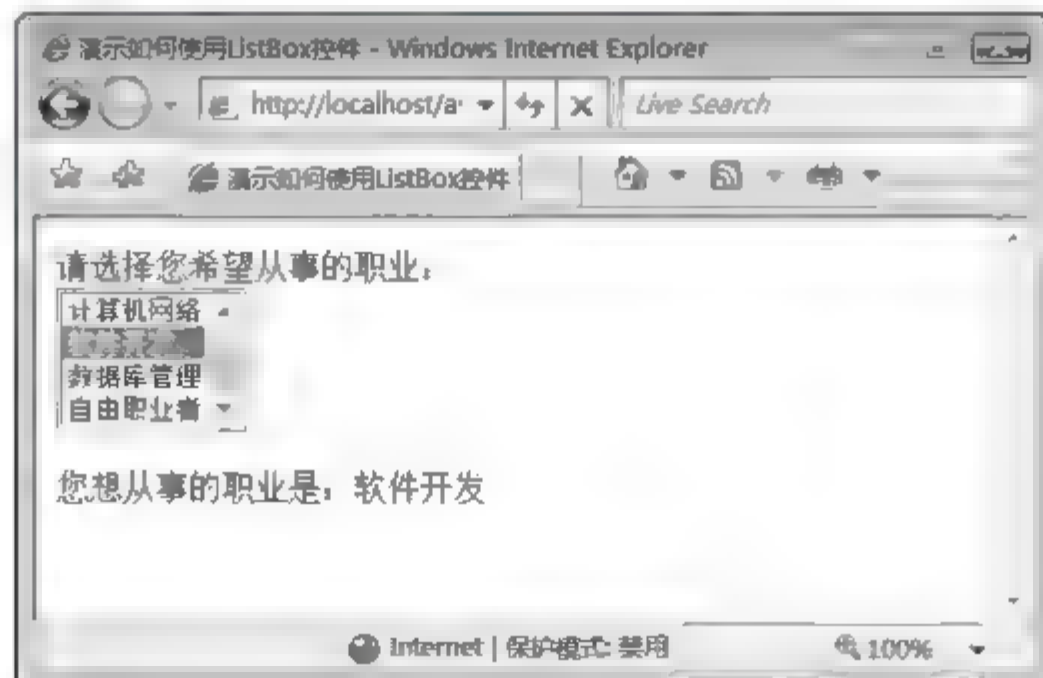 演示如何使用ListBox控件 - Windows Internet Explorer
http://localhost/a Live Search
演示如何使用ListBox控件
请选择您希望从事的职业：
计算机网络
软件开发
数据库管理
自由职业者
您想从事的职业是：软件开发
Internet | 保护模式: 禁用 100%